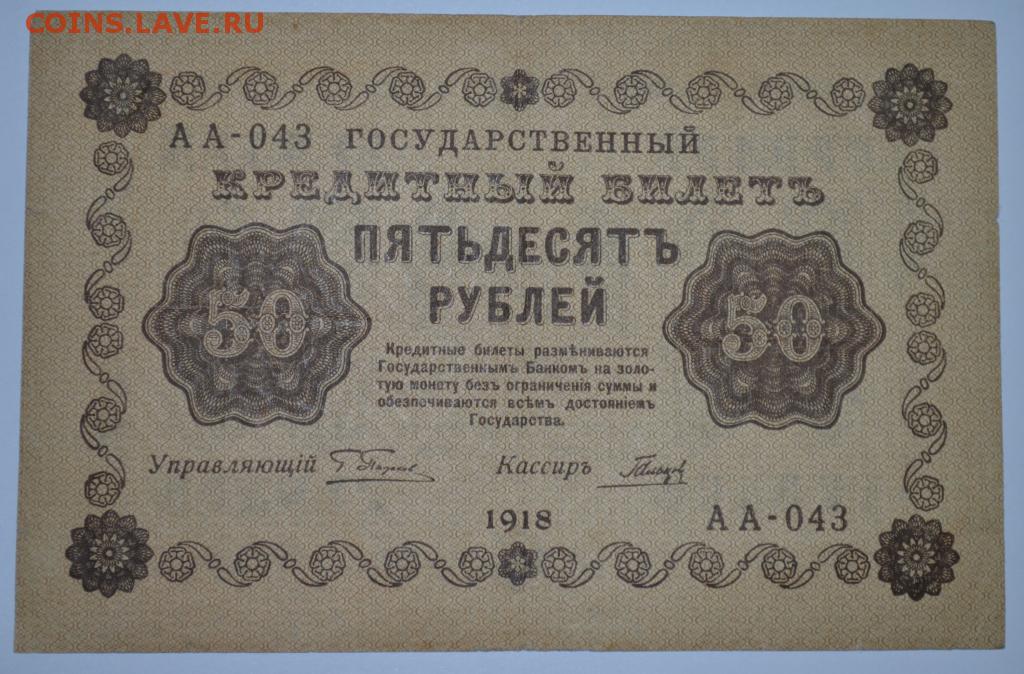 COINS.LAVE.РУ
АА-043 ГОСУДАРСТВЕННЫЙ
КРЕДИТНЫЙ БИЛЕТЪ
ПЯТЬДЕСЯТЪ
РУБЛЕЙ
50
50
Кредитные билеты размѣниваются
Государственнымъ Банкомъ на золо-
тую монету безъ ограниченія суммы и
обезпечиваются всѣмъ достояніемъ
Государства.
Управляющій Кассиръ
1918 АА-043